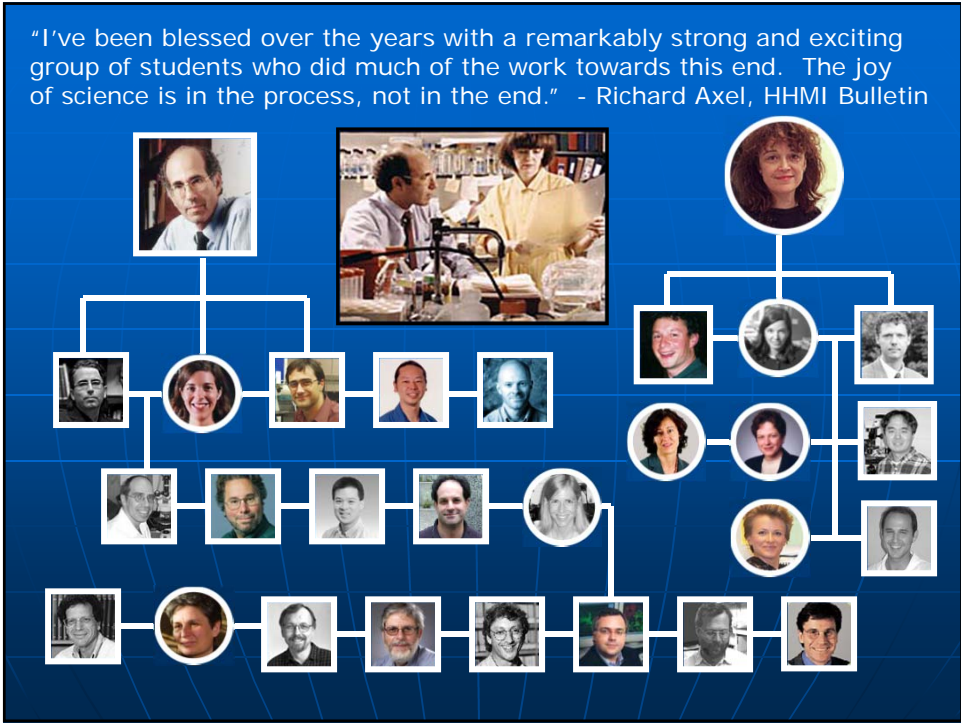 “I’ve been blessed over the years with a remarkably strong and exciting
group of students who did much of the work towards this end.  The joy
of science is in the process, not in the end.”  - Richard Axel, HHMI Bulletin